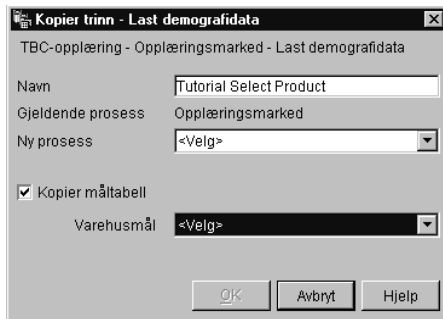 Kopier trinn - Last demografidata
TBC-opplæring - Opplæringsmarked - Last demografidata
Navn Tutorial Select Product
Gjeldende prosess Opplæringsmarked
Ny prosess <Velg>
Kopier måltabell
Varehusmål <Velg>
OK Avbryt Hjelp